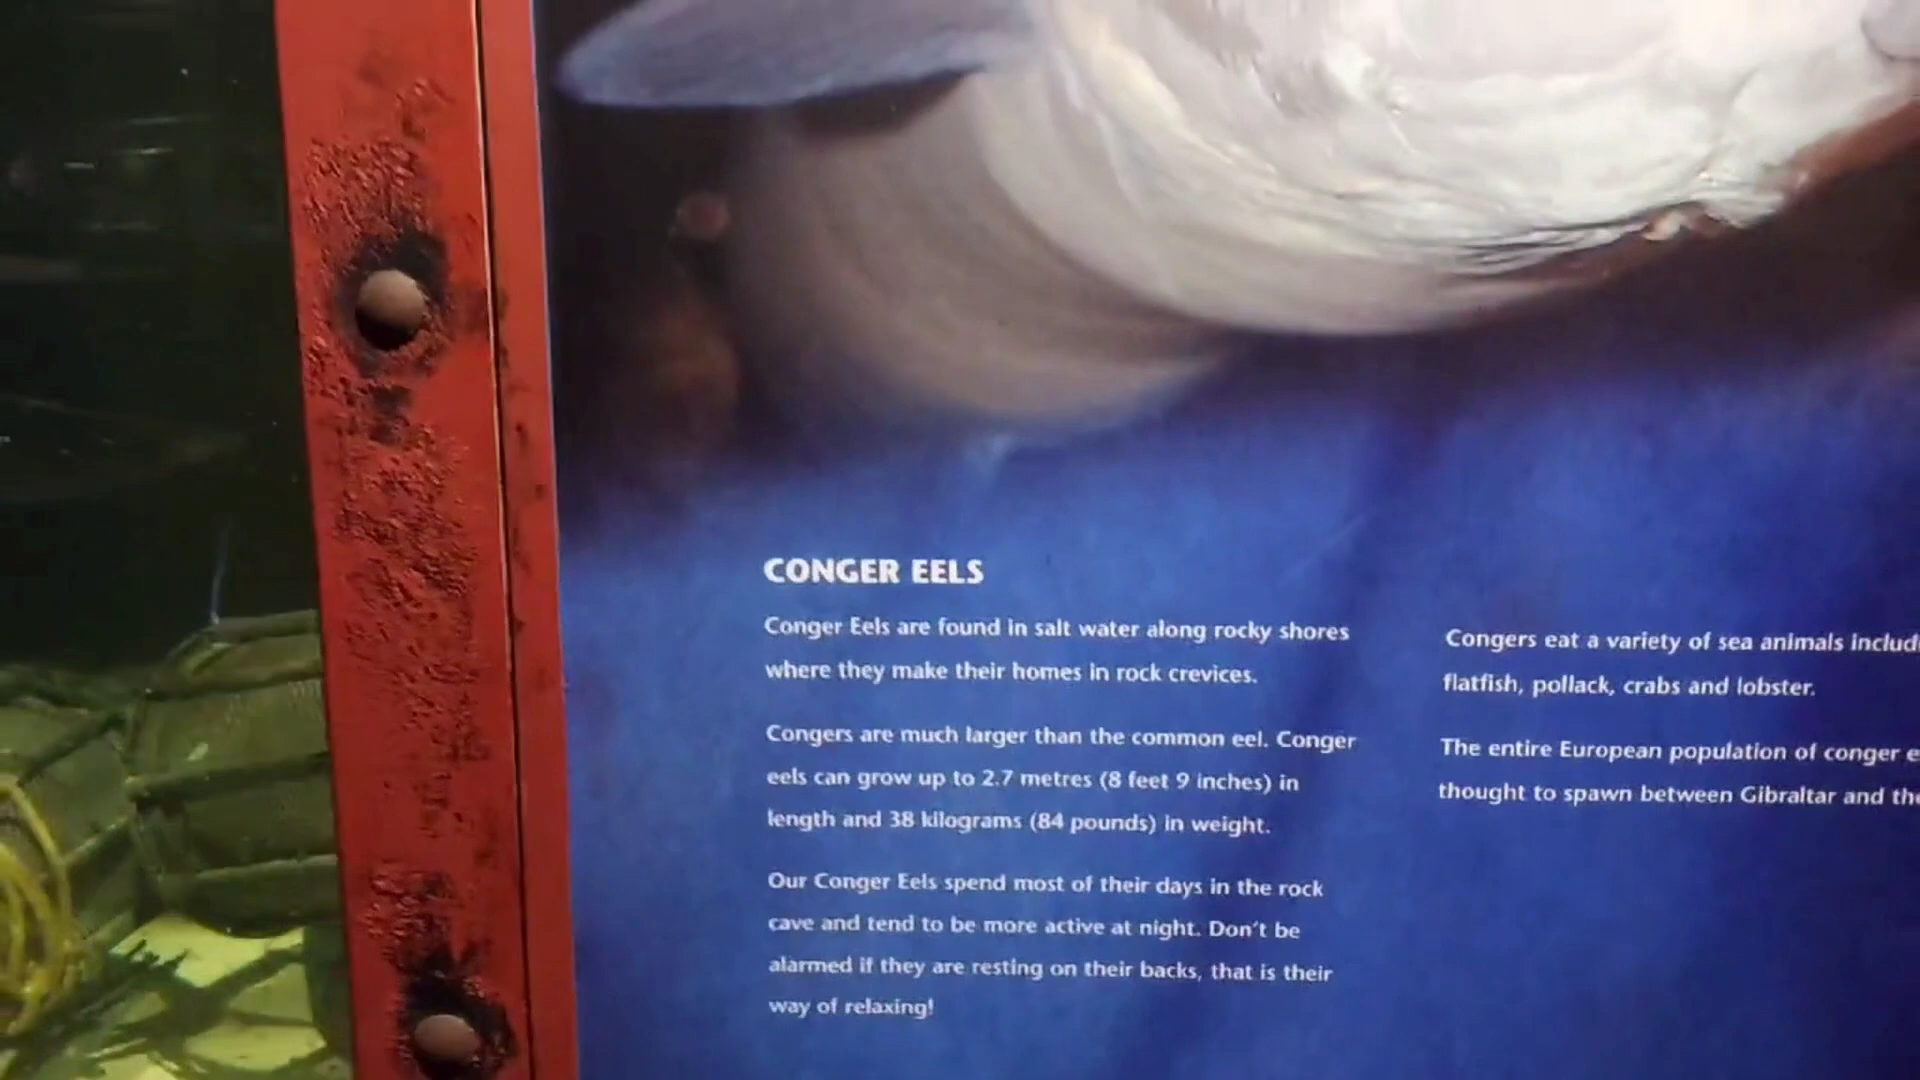 CONGER EELS
Conger Eels are found in salt water along rocky shores
where they make their homes in rock crevices.
Congers are much larger than the common eel. Conger
eels can grow up to 2.7 metres (8 feet 9 inches) in
length and 38 kilograms (84 pounds) in weight.
Our Conger Eels spend most of their days in the rock
cave and tend to be more active at night. Don't be
alarmed if they are resting on their backs, that is their
way of relaxing!
Congers eat a variety of sea animals
flatfish, pollack, crabs and lobster.
The entire European population of conger
thought to spawn between Gibraltar and